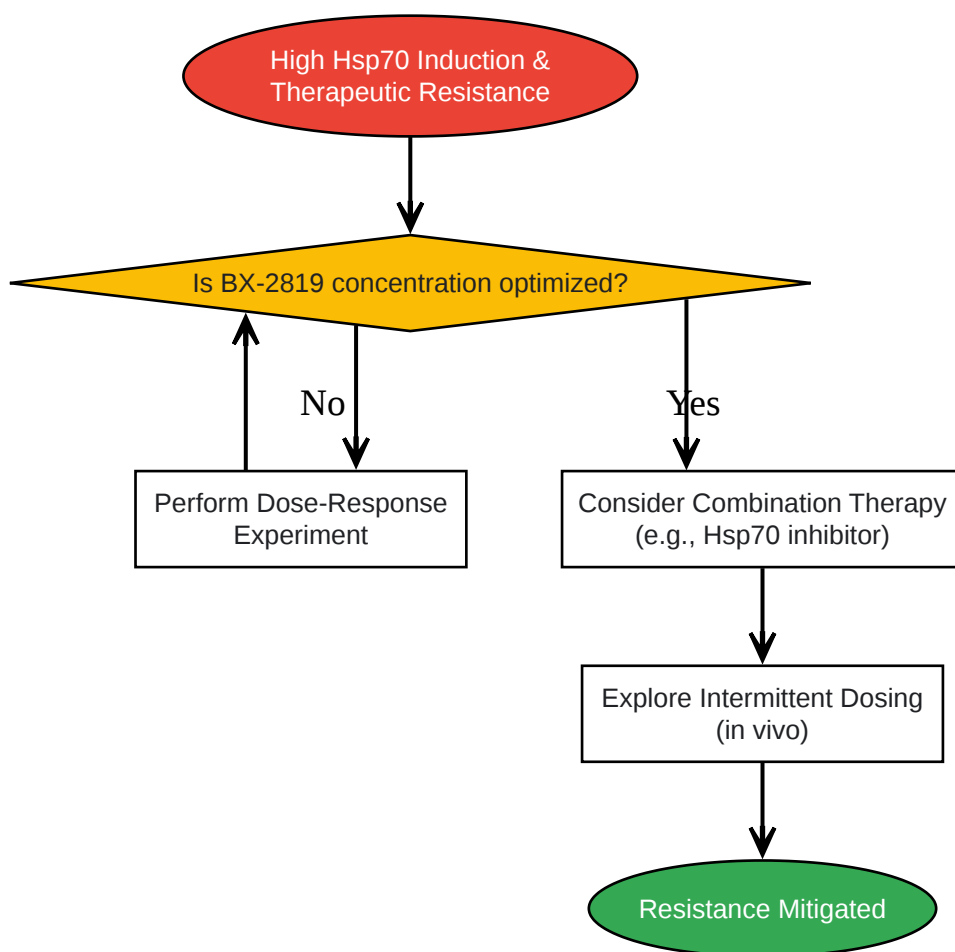 High Hsp70 Induction &
Therapeutic Resistance
Is BX-2819 concentration optimized?
No
Yes
Perform Dose-Response
Experiment
Consider Combination Therapy
(e.g., Hsp70 inhibitor)
Explore Intermittent Dosing
(in vivo)
Resistance Mitigated